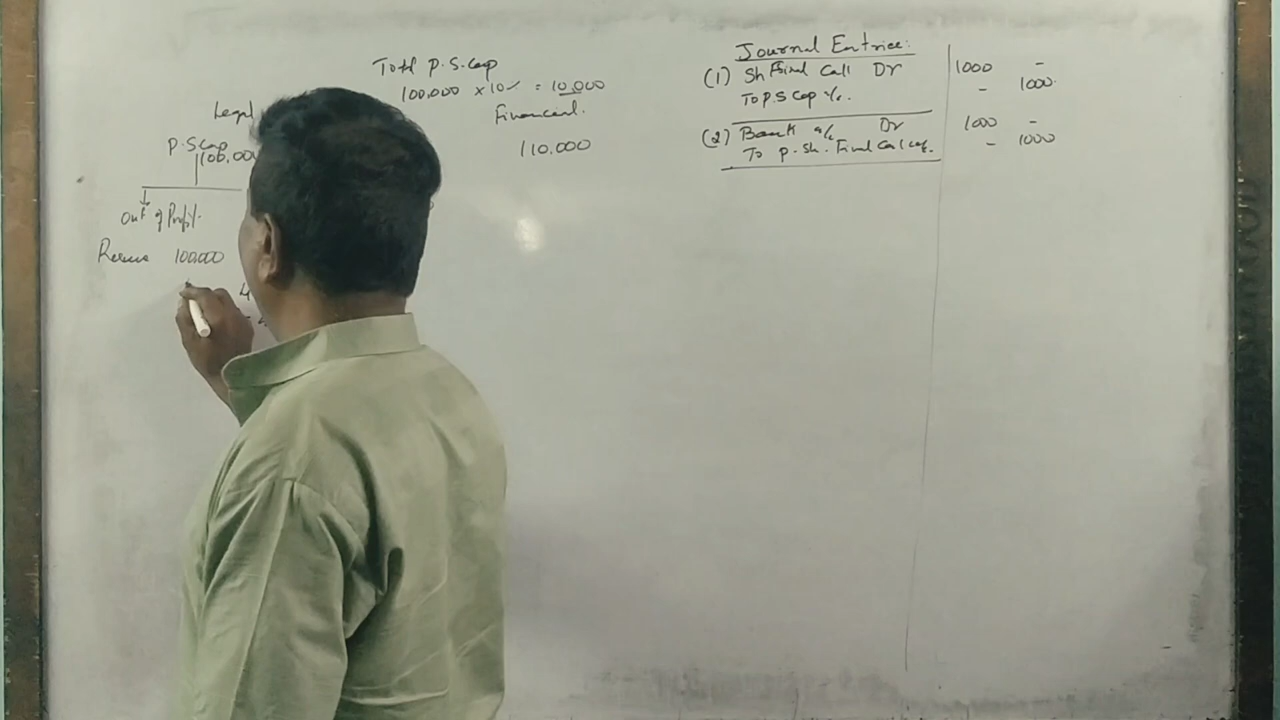 Total P.S.Cap
100.000 x 10% = 10,000
Legal
Financial.
P.S Cap
100.000
110.000
Out of Profit.
Reserve 100.000
Journal Entries:
(1) Sh Final Call Dr 1000 -
To P.S Cap a/c. - 1000
(2) Bank a/c Dr 1000 -
To p.sh. Final Call - 1000